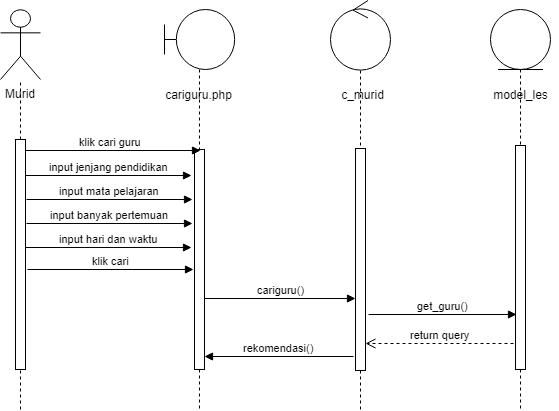 Murid
cariguru.php
c_murid
model_les
klik cari guru
input jenjang pendidikan
input mata pelajaran
input banyak pertemuan
input hari dan waktu
klik cari
cariguru()
get_guru()
return query
rekomendasi()